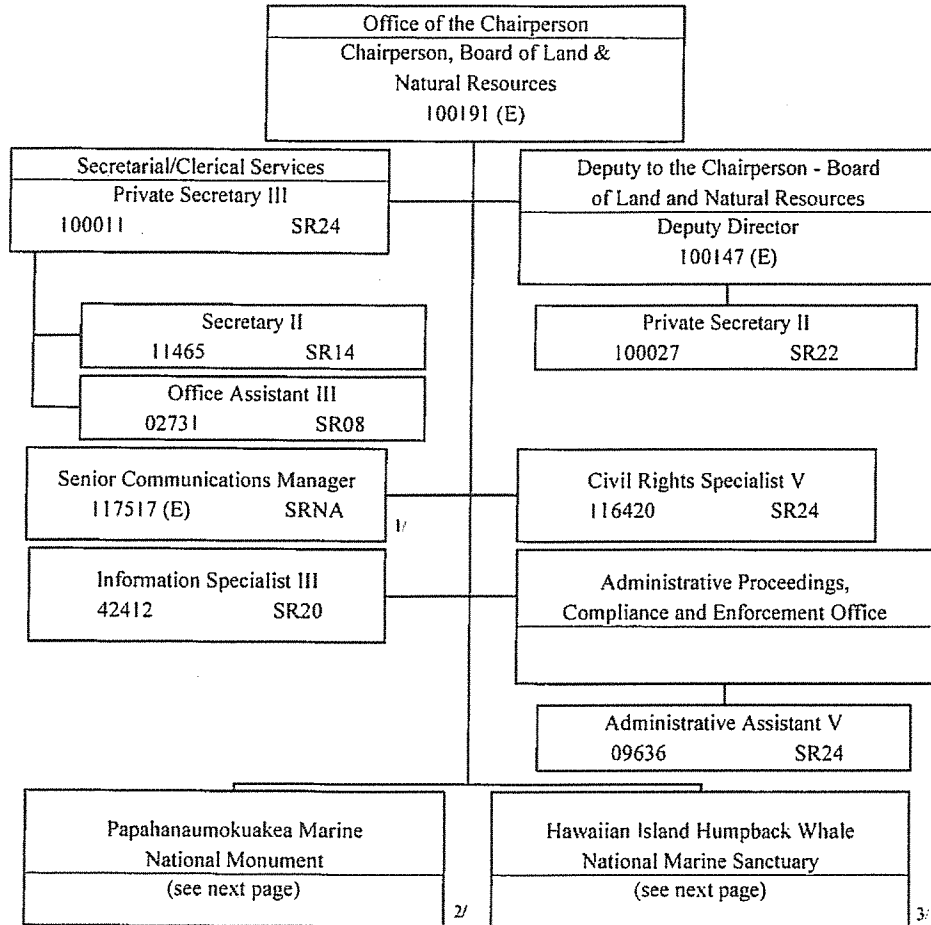 Office of the Chairperson
Chairperson, Board of Land &
Natural Resources
100191 (E)
Secretarial/Clerical Services
Private Secretary III
100011 SR24
Deputy to the Chairperson - Board
of Land and Natural Resources
Deputy Director
100147 (E)
Secretary II
11465 SR14
Private Secretary II
100027 SR22
Office Assistant III
02731 SR08
Senior Communications Manager
117517 (E) SRNA
1/
Civil Rights Specialist V
116420 SR24
Information Specialist III
42412 SR20
Administrative Proceedings,
Compliance and Enforcement Office
Administrative Assistant V
09636 SR24
Papahanaumokuakea Marine
National Monument
(see next page)
2/
Hawaiian Island Humpback Whale
National Marine Sanctuary
(see next page)
3/